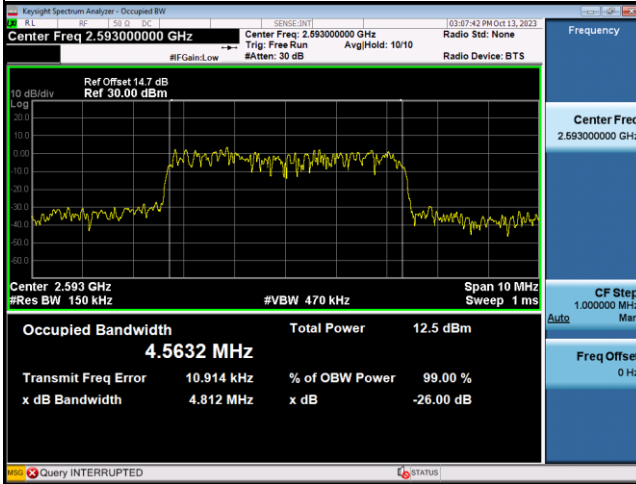 Keysight Spectrum Analyzer - Occupied BW
RL RF 50 Ω DC SENSE:INT 03:07:42 PM Oct 13, 2023
Center Freq 2.593000000 GHz Center Freq: 2.593000000 GHz Radio Std: None Frequency
Trig: Free Run Avg|Hold: 10/10
#IFGain:Low #Atten: 30 dB Radio Device: BTS
Ref Offset 14.7 dB
10 dB/div Ref 30.00 dBm
Log
20.0
10.0
0.00
-10.0
-20.0
-30.0
-40.0
-50.0
-60.0
Center Freq
2.593000000 GHz
Center 2.593 GHz Span 10 MHz
#Res BW 150 kHz #VBW 470 kHz Sweep 1 ms
CF Step
1.000000 MHz
Auto Man
Occupied Bandwidth Total Power 12.5 dBm
4.5632 MHz
Freq Offset
0 Hz
Transmit Freq Error 10.914 kHz % of OBW Power 99.00 %
x dB Bandwidth 4.812 MHz x dB -26.00 dB
MSG Query INTERRUPTED STATUS